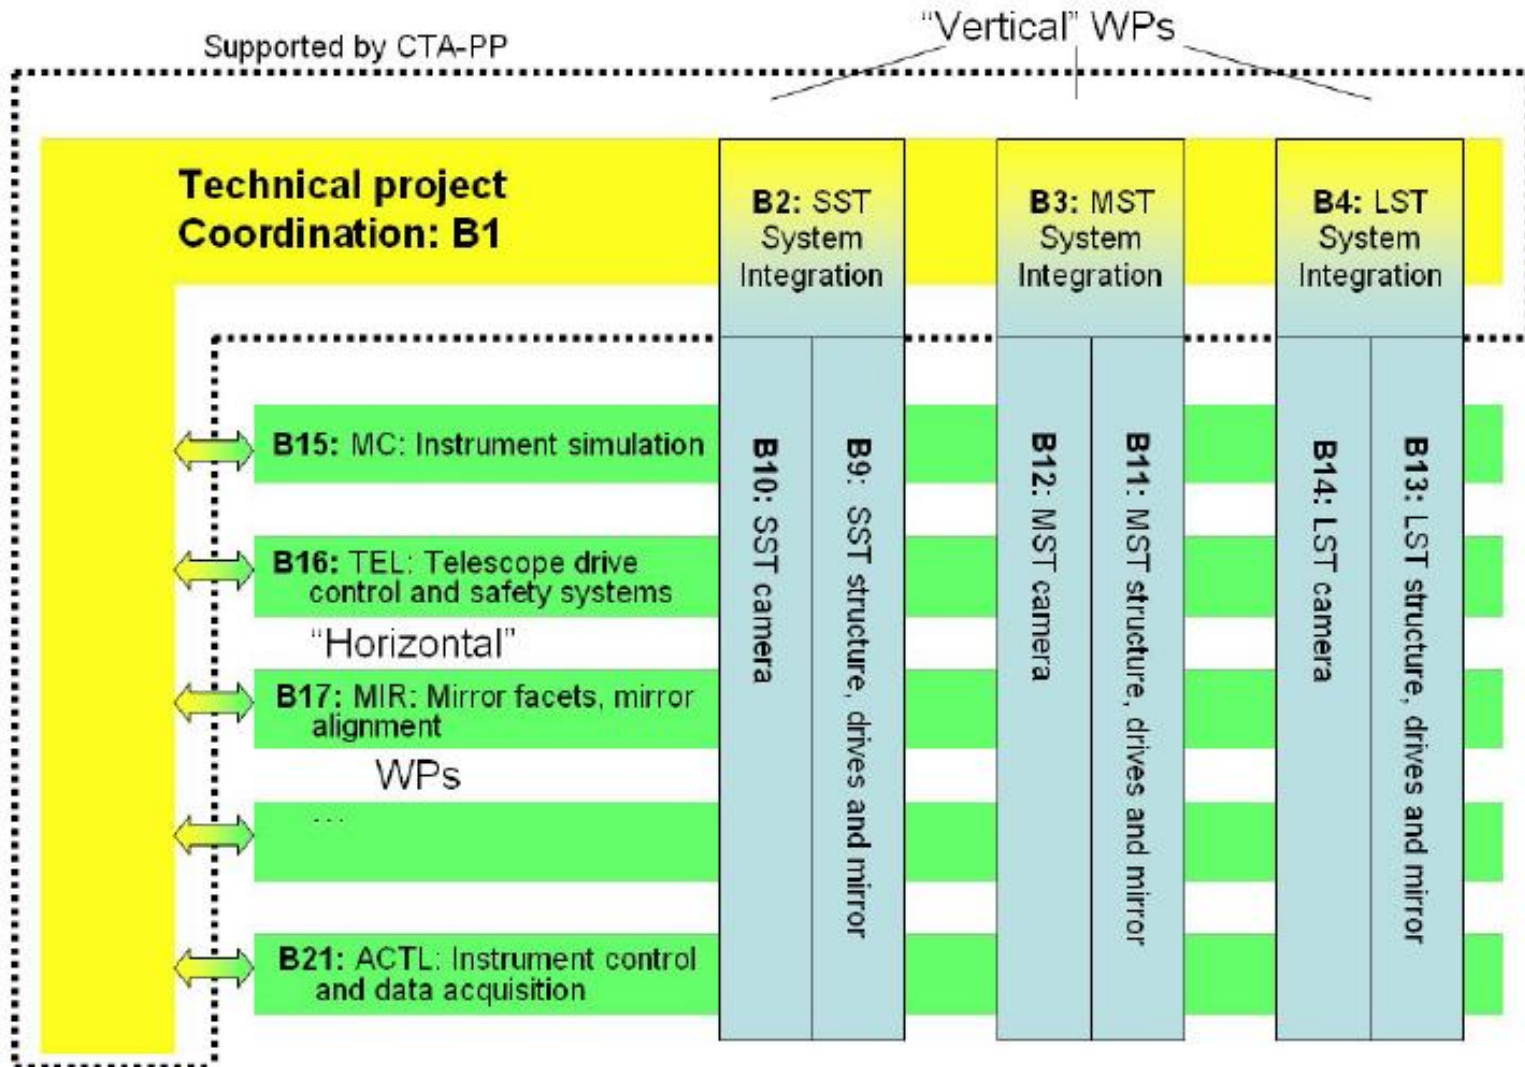 Supported by CTA-PP
“Vertical” WPs
Technical project
Coordination: B1
B2: SST
System
Integration
B3: MST
System
Integration
B4: LST
System
Integration
B15: MC: Instrument simulation
B16: TEL: Telescope drive
control and safety systems
“Horizontal”
B17: MIR: Mirror facets, mirror
alignment
WPs
...
B21: ACTL: Instrument control
and data acquisition
B10: SST camera
B9: SST structure, drives and mirror
B12: MST camera
B11: MST structure, drives and mirror
B14: LST camera
B13: LST structure, drives and mirror